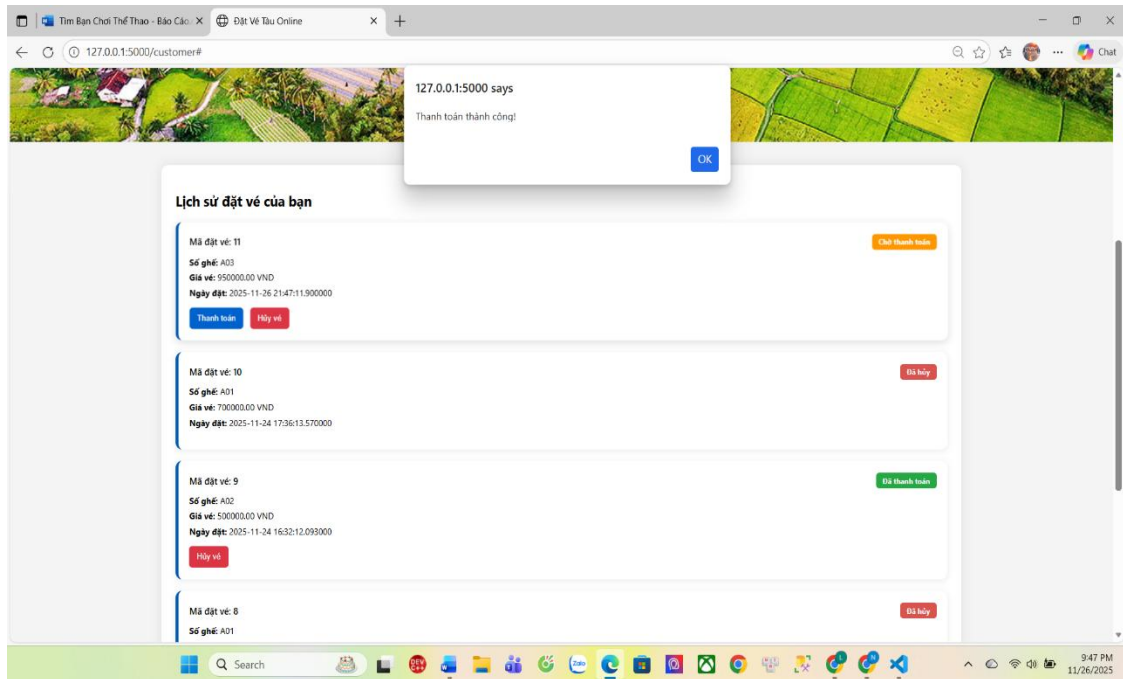 Tìm Bạn Chơi Thể Thao - Báo Cáo
Đặt Vé Tàu Online
127.0.0.1:5000/customer#
Chat
127.0.0.1:5000 says
Thanh toán thành công!
OK
Lịch sử đặt vé của bạn
Mã đặt vé: 11
Chờ thanh toán
Số ghế: A03
Giá vé: 950000.00 VND
Ngày đặt: 2025-11-26 21:47:11.900000
Thanh toán
Hủy vé
Mã đặt vé: 10
Đã hủy
Số ghế: A01
Giá vé: 700000.00 VND
Ngày đặt: 2025-11-24 17:36:13.570000
Mã đặt vé: 9
Đã thanh toán
Số ghế: A02
Giá vé: 500000.00 VND
Ngày đặt: 2025-11-24 16:32:12.093000
Hủy vé
Mã đặt vé: 8
Đã hủy
Số ghế: A01
Search
DEV C++
Zalo
9:47 PM
11/26/2025